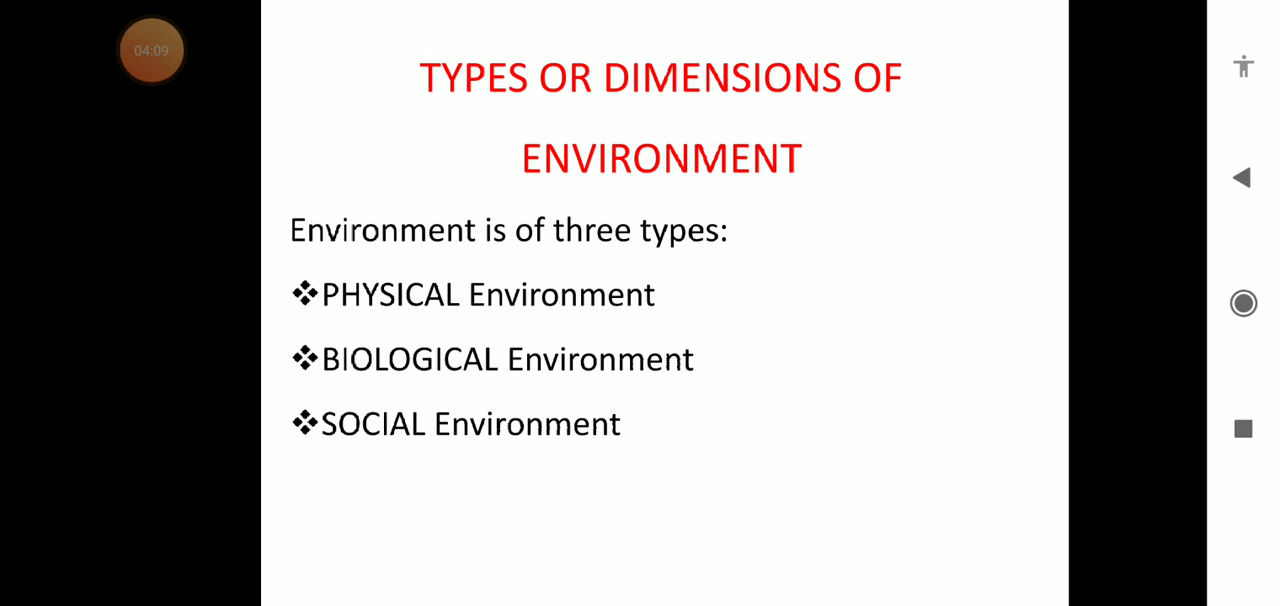 04:09
TYPES OR DIMENSIONS OF
ENVIRONMENT
Environment is of three types:
❖PHYSICAL Environment
❖BIOLOGICAL Environment
❖SOCIAL Environment